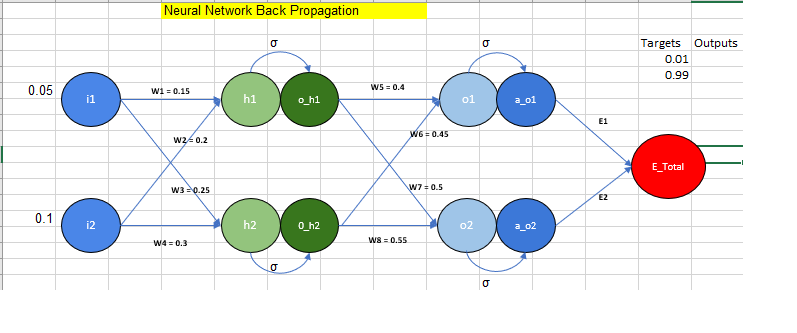 Neural Network Back Propagation
σ
σ
Targets Outputs
0.01
0.99
0.05
i1
W1 = 0.15
h1
o_h1
W5 = 0.4
o1
a_o1
E1
W2 = 0.2
W6 = 0.45
E_Total
W3 = 0.25
W7 = 0.5
E2
0.1
i2
W4 = 0.3
h2
0_h2
W8 = 0.55
o2
a_o2
σ
σ